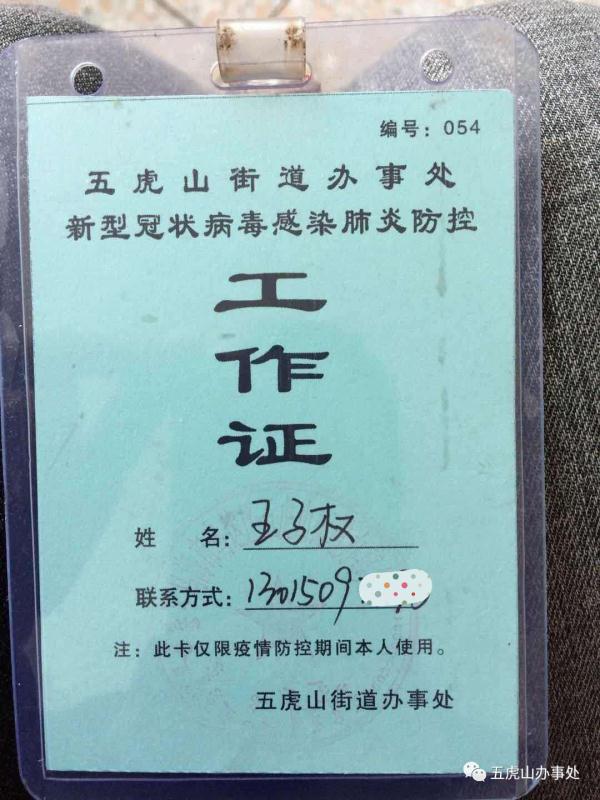 编号：054
五虎山街道办事处
新型冠状病毒感染肺炎防控
工
作
证
姓 名：王子权
联系方式：1301509
注：此卡仅限疫情防控期间本人使用。
五虎山街道办事处
五虎山办事处